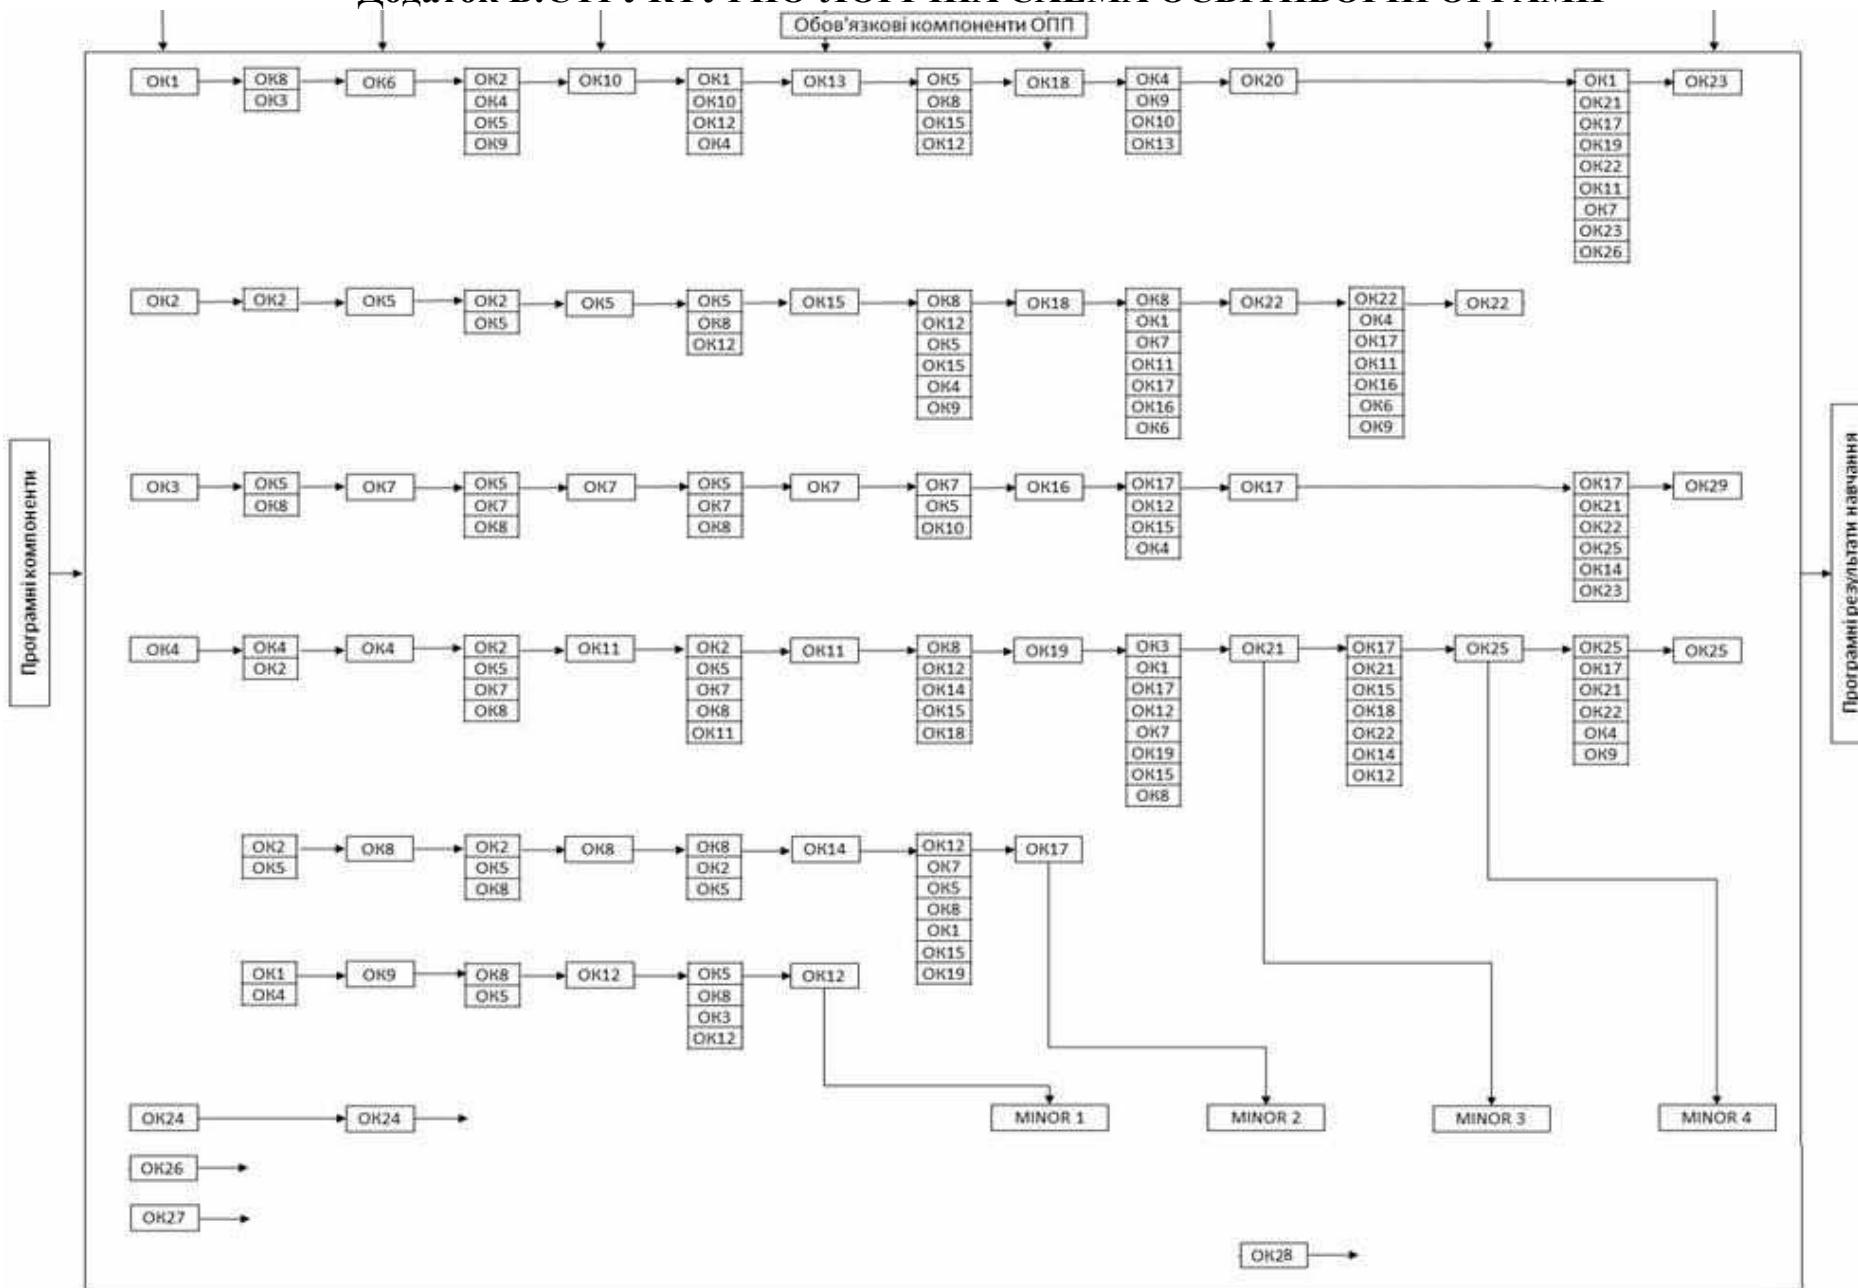 Додаток В.СТРУКТУРНО-ЛОГІЧНА СХЕМА ОСВІТНЬОЇ ПРОГРАМИ
Обов'язкові компоненти ОПП
Програмні компоненти
ОК1 ОК8 ОК6 ОК2 ОК10 ОК1 ОК13 ОК5 ОК18 ОК4 ОК20 ОК1 ОК23
ОК3 ОК4 ОК10 ОК8 ОК9 ОК21
ОК5 ОК12 ОК15 ОК10 ОК17
ОК9 ОК4 ОК12 ОК13 ОК19
ОК22
ОК11
ОК7
ОК23
ОК26
ОК2 ОК2 ОК5 ОК2 ОК5 ОК5 ОК15 ОК8 ОК18 ОК8 ОК22 ОК22 ОК22
ОК5 ОК8 ОК12 ОК1 ОК4
ОК12 ОК5 ОК7 ОК17
ОК15 ОК11 ОК11
ОК4 ОК17 ОК16
ОК9 ОК16 ОК6
ОК6 ОК9
ОК3 ОК5 ОК7 ОК5 ОК7 ОК5 ОК7 ОК7 ОК16 ОК17 ОК17 ОК17 ОК29
ОК8 ОК7 ОК7 ОК5 ОК12 ОК21
ОК8 ОК8 ОК10 ОК15 ОК22
ОК4 ОК25
ОК14
ОК23
ОК4 ОК4 ОК4 ОК2 ОК11 ОК2 ОК11 ОК8 ОК19 ОК3 ОК21 ОК17 ОК25 ОК25 ОК25
ОК2 ОК5 ОК5 ОК12 ОК1 ОК21 ОК17
ОК7 ОК7 ОК14 ОК17 ОК15 ОК21
ОК8 ОК8 ОК15 ОК12 ОК18 ОК22
ОК11 ОК18 ОК7 ОК22 ОК4
ОК19 ОК14 ОК9
ОК15 ОК12
ОК8
ОК2 ОК8 ОК2 ОК8 ОК8 ОК14 ОК12 ОК17
ОК5 ОК5 ОК2 ОК7
ОК8 ОК5 ОК5
ОК8
ОК1
ОК15
ОК19
ОК1 ОК9 ОК8 ОК12 ОК5 ОК12
ОК4 ОК5 ОК8
ОК3
ОК12
ОК24 ОК24 MINOR 1 MINOR 2 MINOR 3 MINOR 4
ОК26
ОК27
ОК28
Програмні результати навчання